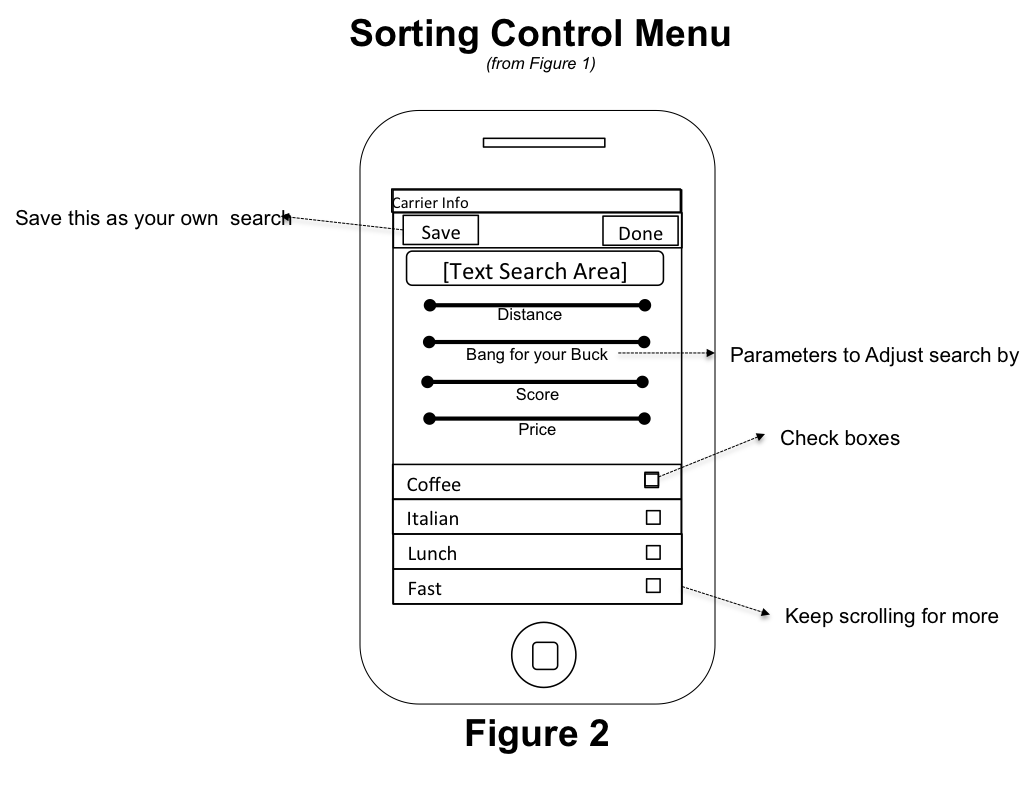 Sorting Control Menu
(from Figure 1)
Carrier Info
Save this as your own  search
Save
Done
[Text Search Area]
Distance
Bang for your Buck
Parameters to Adjust search by
Score
Price
Check boxes
Coffee
Italian
Lunch
Fast
Keep scrolling for more
Figure 2